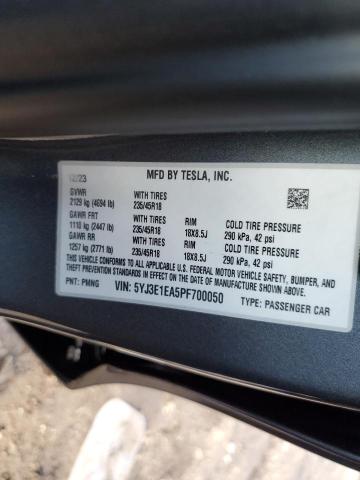 MFD BY TESLA, INC.
12/23
GVWR WITH TIRES
2129 kg (4694 lb) 235/45R18
GAWR FRT WITH TIRES RIM COLD TIRE PRESSURE
1110 kg (2447 lb) 235/45R18 18X8.5J 290 kPa, 42 psi
GAWR RR WITH TIRES RIM COLD TIRE PRESSURE
1257 kg (2771 lb) 235/45R18 18X8.5J 290 kPa, 42 psi
THIS VEHICLE CONFORMS TO ALL APPLICABLE
U.S. FEDERAL MOTOR VEHICLE SAFETY, BUMPER, AND
THEFT PREVENTION STANDARDS IN EFFECT ON THE DATE OF
MANUFACTURE SHOWN ABOVE.
PNT: PMNG VIN: 5YJ3E1EA5PF700050 TYPE: PASSENGER CAR